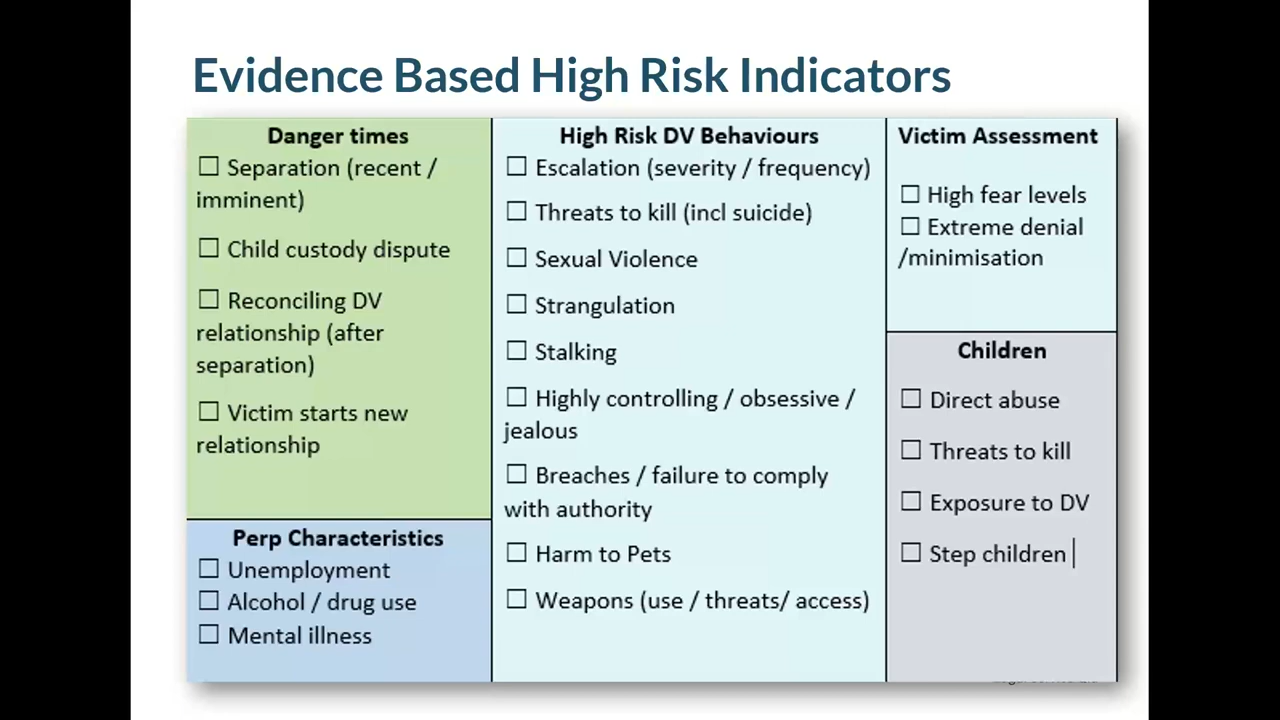 Evidence Based High Risk Indicators
Danger times
☐ Separation (recent /
imminent)
☐ Child custody dispute
☐ Reconciling DV
relationship (after
separation)
☐ Victim starts new
relationship
Perp Characteristics
☐ Unemployment
☐ Alcohol / drug use
☐ Mental illness
High Risk DV Behaviours
☐ Escalation (severity / frequency)
☐ Threats to kill (incl suicide)
☐ Sexual Violence
☐ Strangulation
☐ Stalking
☐ Highly controlling / obsessive /
jealous
☐ Breaches / failure to comply
with authority
☐ Harm to Pets
☐ Weapons (use / threats/ access)
Victim Assessment
☐ High fear levels
☐ Extreme denial
/minimisation
Children
☐ Direct abuse
☐ Threats to kill
☐ Exposure to DV
☐ Step children